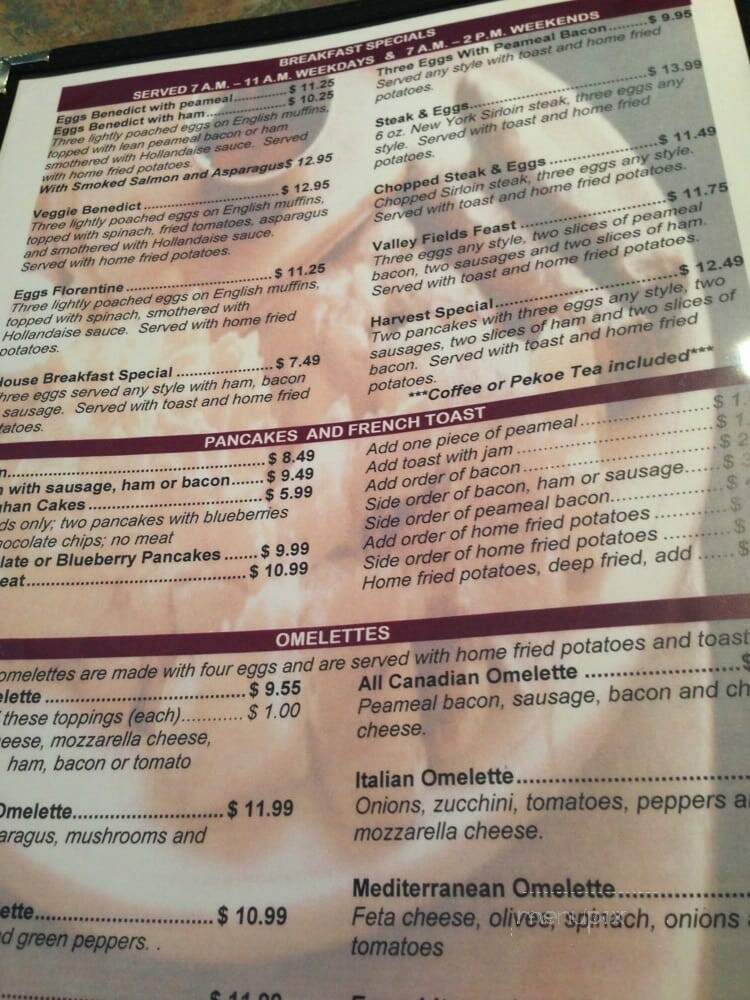 BREAKFAST SPECIALS
SERVED 7 A.M. – 11 A.M. WEEKDAYS & 7 A.M. – 2 P.M. WEEKENDS
Eggs Benedict with peameal.............. $ 11.25
Eggs Benedict with ham................... $ 10.25
Three lightly poached eggs on English muffins,
topped with lean peameal bacon or ham
smothered with Hollandaise sauce. Served
with home fried potatoes.
With Smoked Salmon and Asparagus$ 12.95
Veggie Benedict............................. $ 12.95
Three lightly poached eggs on English muffins,
topped with spinach, fried tomatoes, asparagus
and smothered with Hollandaise sauce.
Served with home fried potatoes.
Eggs Florentine............................. $ 11.25
Three lightly poached eggs on English muffins,
topped with spinach, smothered with
Hollandaise sauce. Served with home fried
potatoes.
House Breakfast Special ................... $ 7.49
Three eggs served any style with ham, bacon
sausage. Served with toast and home fried
Three Eggs With Peameal Bacon.........$ 9.95
Served any style with toast and home fried
potatoes.
Steak & Eggs.................................$ 13.99
6 oz. New York Sirloin steak, three eggs any
style. Served with toast and home fried
potatoes.
Chopped Steak & Eggs ....................$ 11.49
Chopped Sirloin steak, three eggs any style.
Served with toast and home fried potatoes.
Valley Fields Feast .........................$ 11.75
Three eggs any style, two slices of peameal
bacon, two sausages and two slices of ham.
Served with toast and home fried potatoes.
Harvest Special..............................$ 12.49
Two pancakes with three eggs any style, two
sausages, two slices of ham and two slices of
bacon. Served with toast and home fried
potatoes.
***Coffee or Pekoe Tea included***
PANCAKES AND FRENCH TOAST
.............................................$ 8.49
with sausage, ham or bacon...... $ 9.49
Cakes ....................................$ 5.99
only; two pancakes with blueberries
chocolate chips; no meat
or Blueberry Pancakes ......$ 9.99
.......................................... $ 10.99
Add one piece of peameal....................$ 1.
Add toast with jam ............................$ 1.
Add order of bacon............................$ 2
Side order of bacon, ham or sausage......$ 3
Side order of peameal bacon................$ 4
Add order of home fried potatoes ..........$
Side order of home fried potatoes ..........$
Home fried potatoes, deep fried, add ......$
OMELETTES
omelettes are made with four eggs and are served with home fried potatoes and toast
................................ $ 9.55
these toppings (each)........... $ 1.00
mozzarella cheese,
ham, bacon or tomato
Omelette............................ $ 11.99
mushrooms and
.................................. $ 10.99
green peppers. .
$ 11.99
All Canadian Omelette ......................$
Peameal bacon, sausage, bacon and
cheese.
Italian Omelette...............................
Onions, zucchini, tomatoes, peppers
mozzarella cheese.
Mediterranean Omelette....................
Feta cheese, olives, spinach, onions
tomatoes